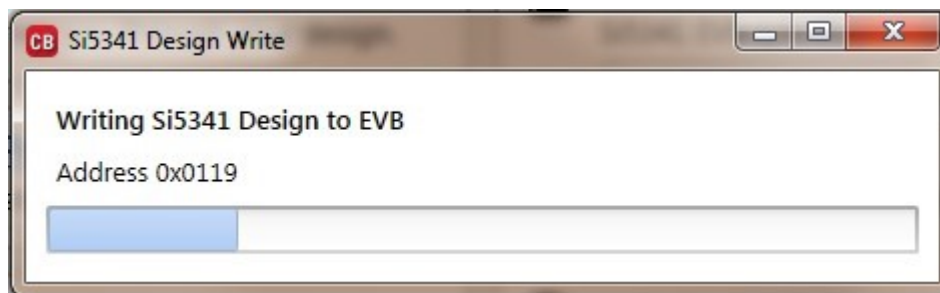 CB Si5341 Design Write
Writing Si5341 Design to EVB
Address 0x0119